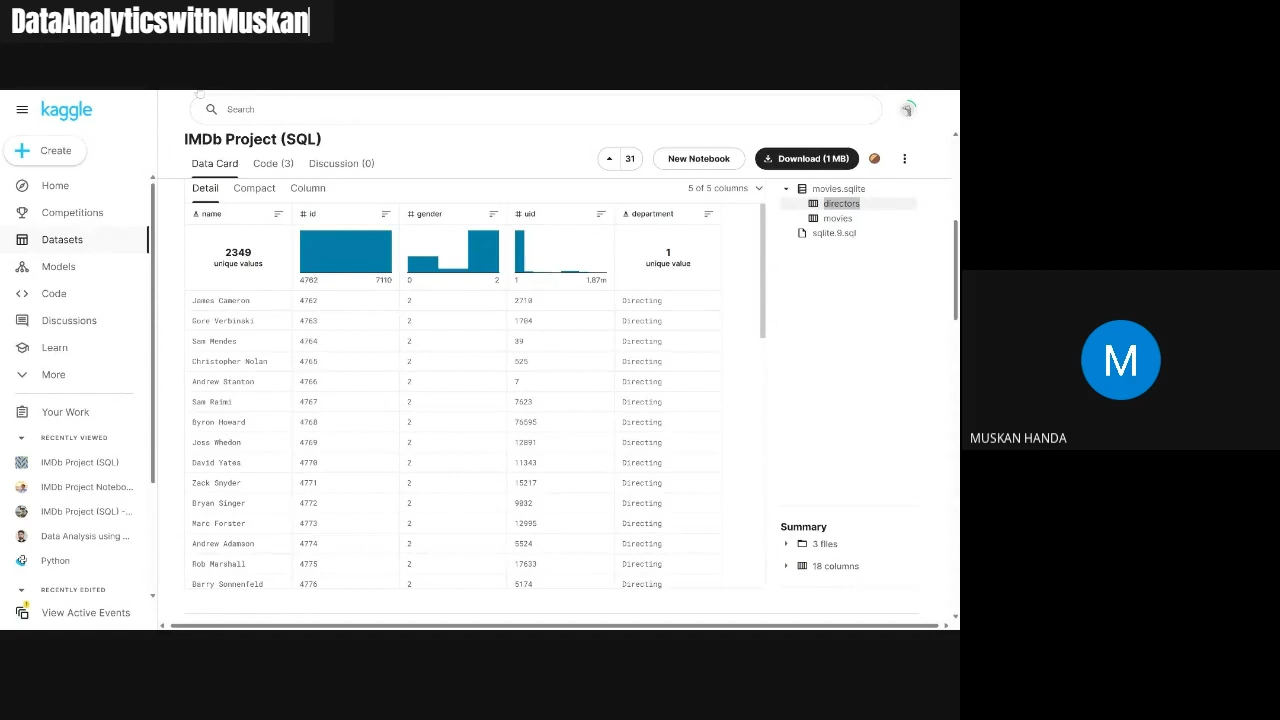 DataAnalyticswithMuskan
kaggle
Search
Create
Home
Competitions
Datasets
Models
Code
Discussions
Learn
More
Your Work
RECENTLY VIEWED
IMDb Project (SQL)
IMDb Project Notebo...
IMDb Project (SQL) -...
Data Analysis using ...
Python
RECENTLY EDITED
View Active Events
IMDb Project (SQL)
31
New Notebook
Download (1 MB)
Data Card Code (3) Discussion (0)
Detail Compact Column
5 of 5 columns
name # id # gender # uid department
2349
unique values
4762 7110
0 2
1 1.87m
1
unique value
James Cameron 4762 2 2710 Directing
Gore Verbinski 4763 2 1704 Directing
Sam Mendes 4764 2 39 Directing
Christopher Nolan 4765 2 525 Directing
Andrew Stanton 4766 2 7 Directing
Sam Raimi 4767 2 7623 Directing
Byron Howard 4768 2 76595 Directing
Joss Whedon 4769 2 12891 Directing
David Yates 4770 2 11343 Directing
Zack Snyder 4771 2 15217 Directing
Bryan Singer 4772 2 9032 Directing
Marc Forster 4773 2 12995 Directing
Andrew Adamson 4774 2 5524 Directing
Rob Marshall 4775 2 17633 Directing
Barry Sonnenfeld 4776 2 5174 Directing
movies.sqlite
directors
movies
sqlite.9.sql
Summary
3 files
18 columns
M
MUSKAN HANDA